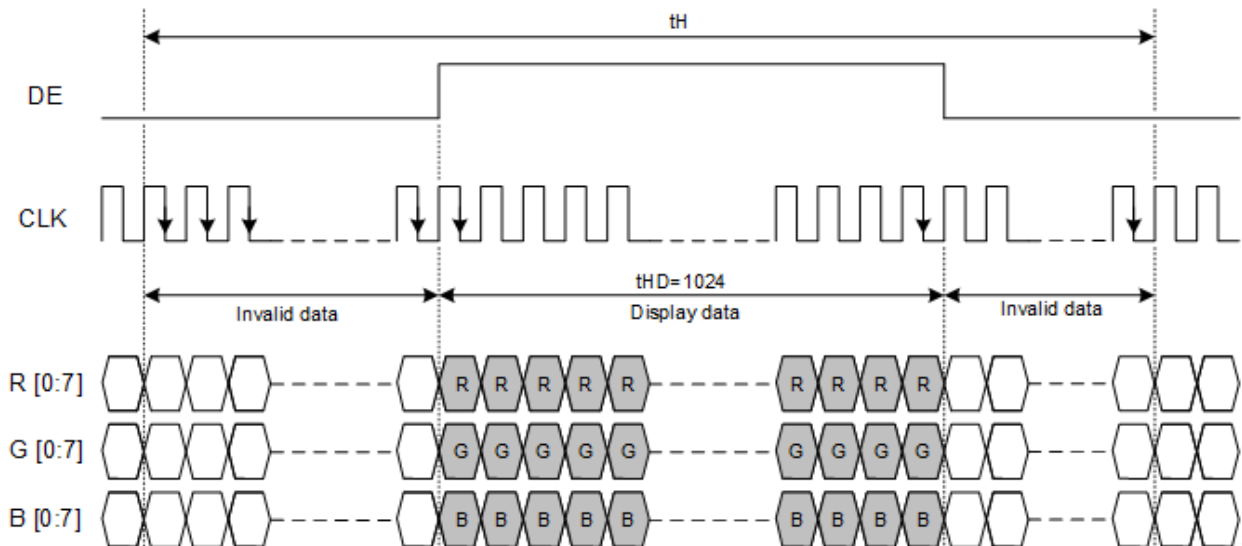 tH
DE
CLK
tHD=1024
Invalid data Display data Invalid data
R [0:7] R R R R R R R R R
G [0:7] G G G G G G G G G
B [0:7] B B B B B B B B B